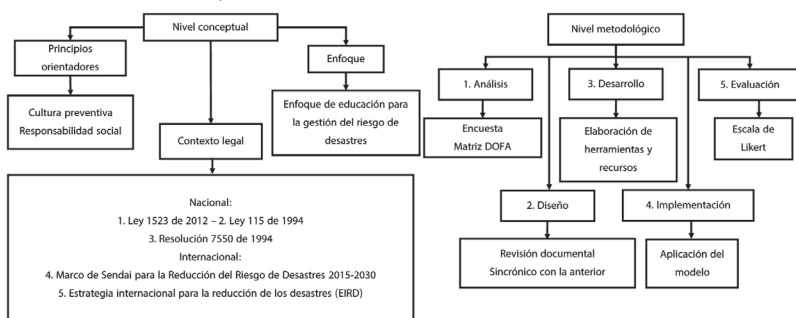 Nivel conceptual
Principios
orientadores
Enfoque
Cultura preventiva
Responsabilidad social
Contexto legal
Enfoque de educación para
la gestión del riesgo de
desastres
Nacional:
1. Ley 1523 de 2012 – 2. Ley 115 de 1994
3. Resolución 7550 de 1994
Internacional:
4. Marco de Sendai para la Reducción del Riesgo de Desastres 2015-2030
5. Estrategia internacional para la reducción de los desastres (EIRD)
Nivel metodológico
1. Análisis
3. Desarrollo
5. Evaluación
Encuesta
Matriz DOFA
Elaboración de
herramientas y
recursos
Escala de
Likert
2. Diseño
4. Implementación
Revisión documental
Sincrónico con la anterior
Aplicación del
modelo